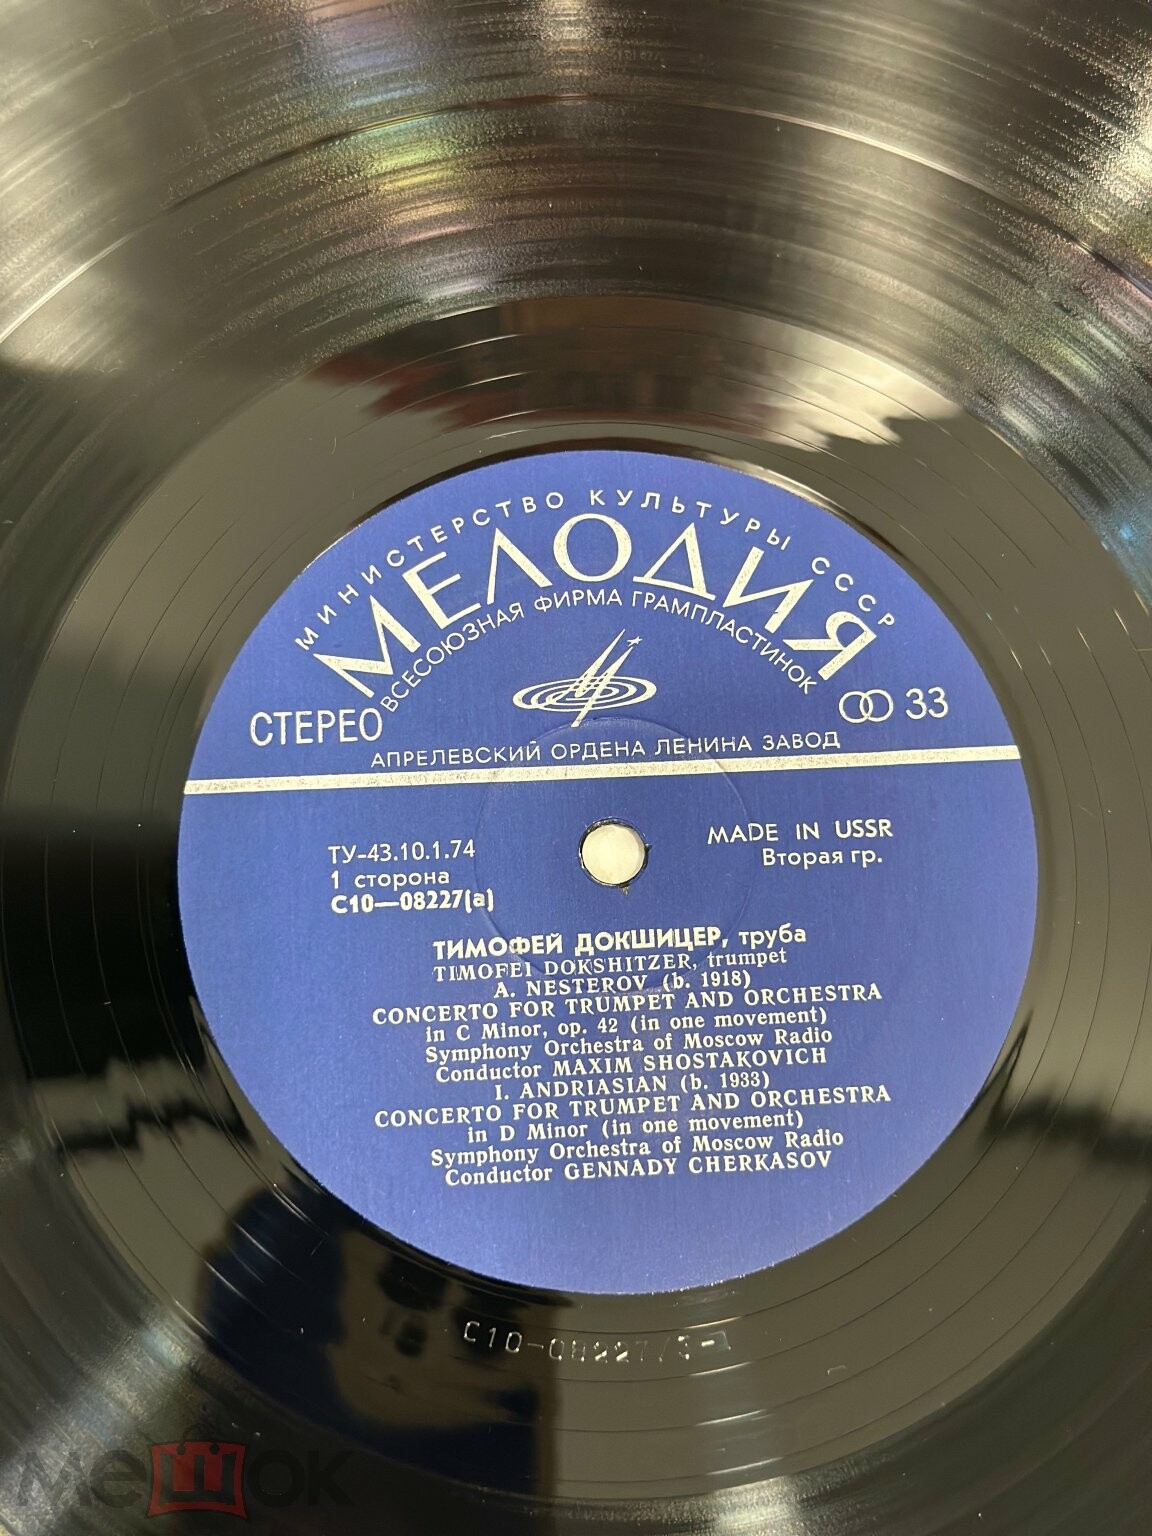 МИНИСТЕРСТВО КУЛЬТУРЫ СССР
МЕЛОДИЯ
ВСЕСОЮЗНАЯ ФИРМА ГРАМПЛАСТИНОК
СТЕРЕО
33
АПРЕЛЕВСКИЙ ОРДЕНА ЛЕНИНА ЗАВОД
ТУ-43.10.1.74
1 сторона
С10—08227(а)
MADE IN USSR
Вторая гр.
ТИМОФЕЙ ДОКШИЦЕР, труба
TIMOFEI DOKSHITZER, trumpet
A. NESTEROV (b. 1918)
CONCERTO FOR TRUMPET AND ORCHESTRA
in C Minor, op. 42 (in one movement)
Symphony Orchestra of Moscow Radio
Conductor MAXIM SHOSTAKOVICH
I. ANDRIASIAN (b. 1933)
CONCERTO FOR TRUMPET AND ORCHESTRA
in D Minor (in one movement)
Symphony Orchestra of Moscow Radio
Conductor GENNADY CHERKASOV
С10-08227/3-1
мешок